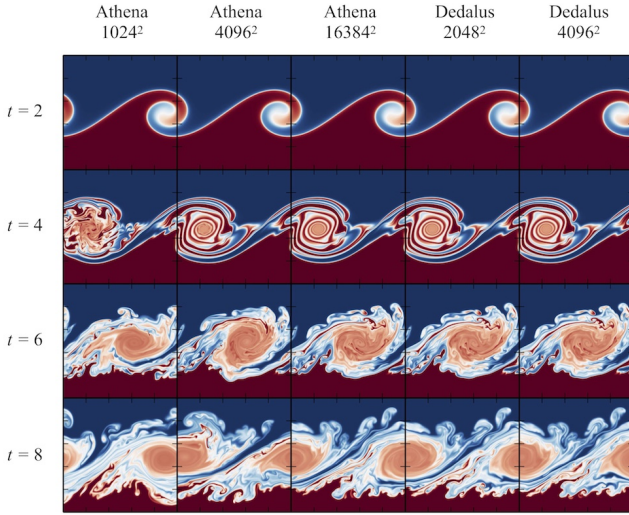 Athena Athena Athena Dedalus Dedalus
1024² 4096² 16384² 2048² 4096²
t = 2
t = 4
t = 6
t = 8